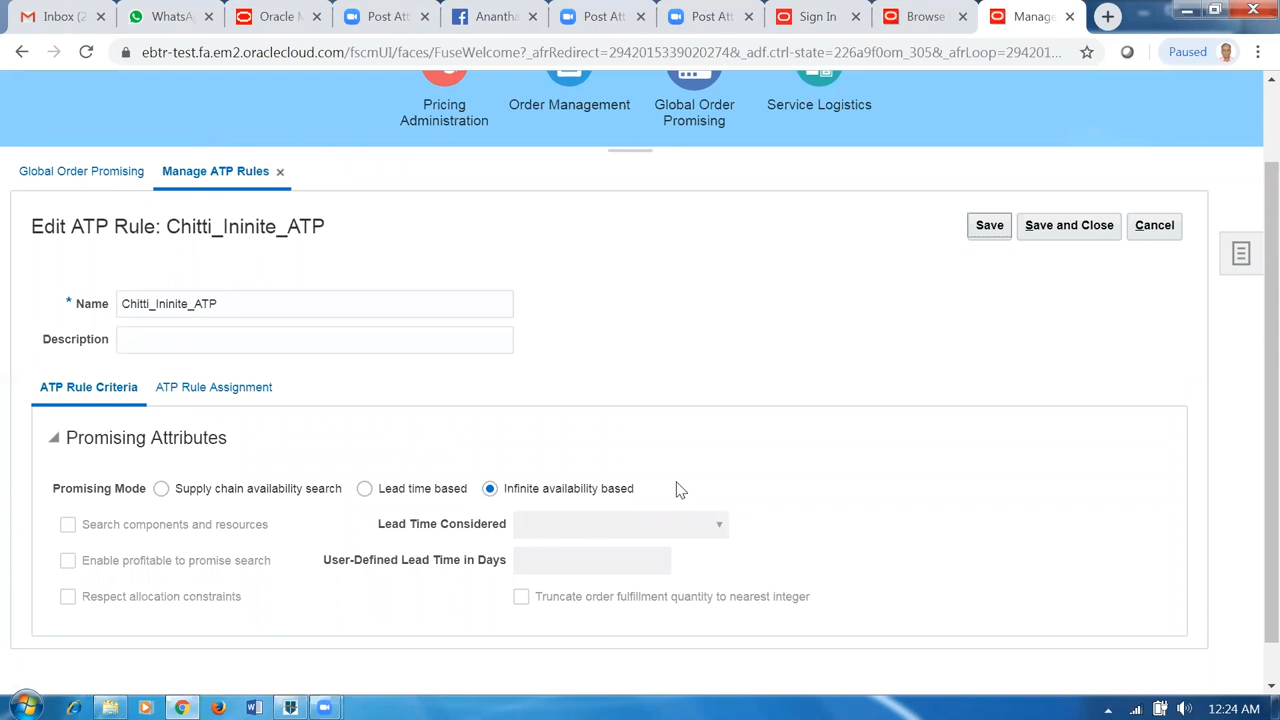 Inbox (2
WhatsA
Oracle
Post Att
Ananth
Post Att
Post Att
Sign In
Browse
Manage
ebtr-test.fa.em2.oraclecloud.com/fscmUI/faces/FuseWelcome?_afrRedirect=29420153390202748&_adf.ctrl-state=226a9f0om_305&_afrLoop=294201...
Paused
Pricing
Administration
Order Management
Global Order
Promising
Service Logistics
Global Order Promising
Manage ATP Rules
Edit ATP Rule: Chitti_Ininite_ATP
Save
Save and Close
Cancel
* Name
Chitti_Ininite_ATP
Description
ATP Rule Criteria
ATP Rule Assignment
Promising Attributes
Promising Mode
Supply chain availability search
Lead time based
Infinite availability based
Search components and resources
Lead Time Considered
Enable profitable to promise search
User-Defined Lead Time in Days
Respect allocation constraints
Truncate order fulfillment quantity to nearest integer
12:24 AM